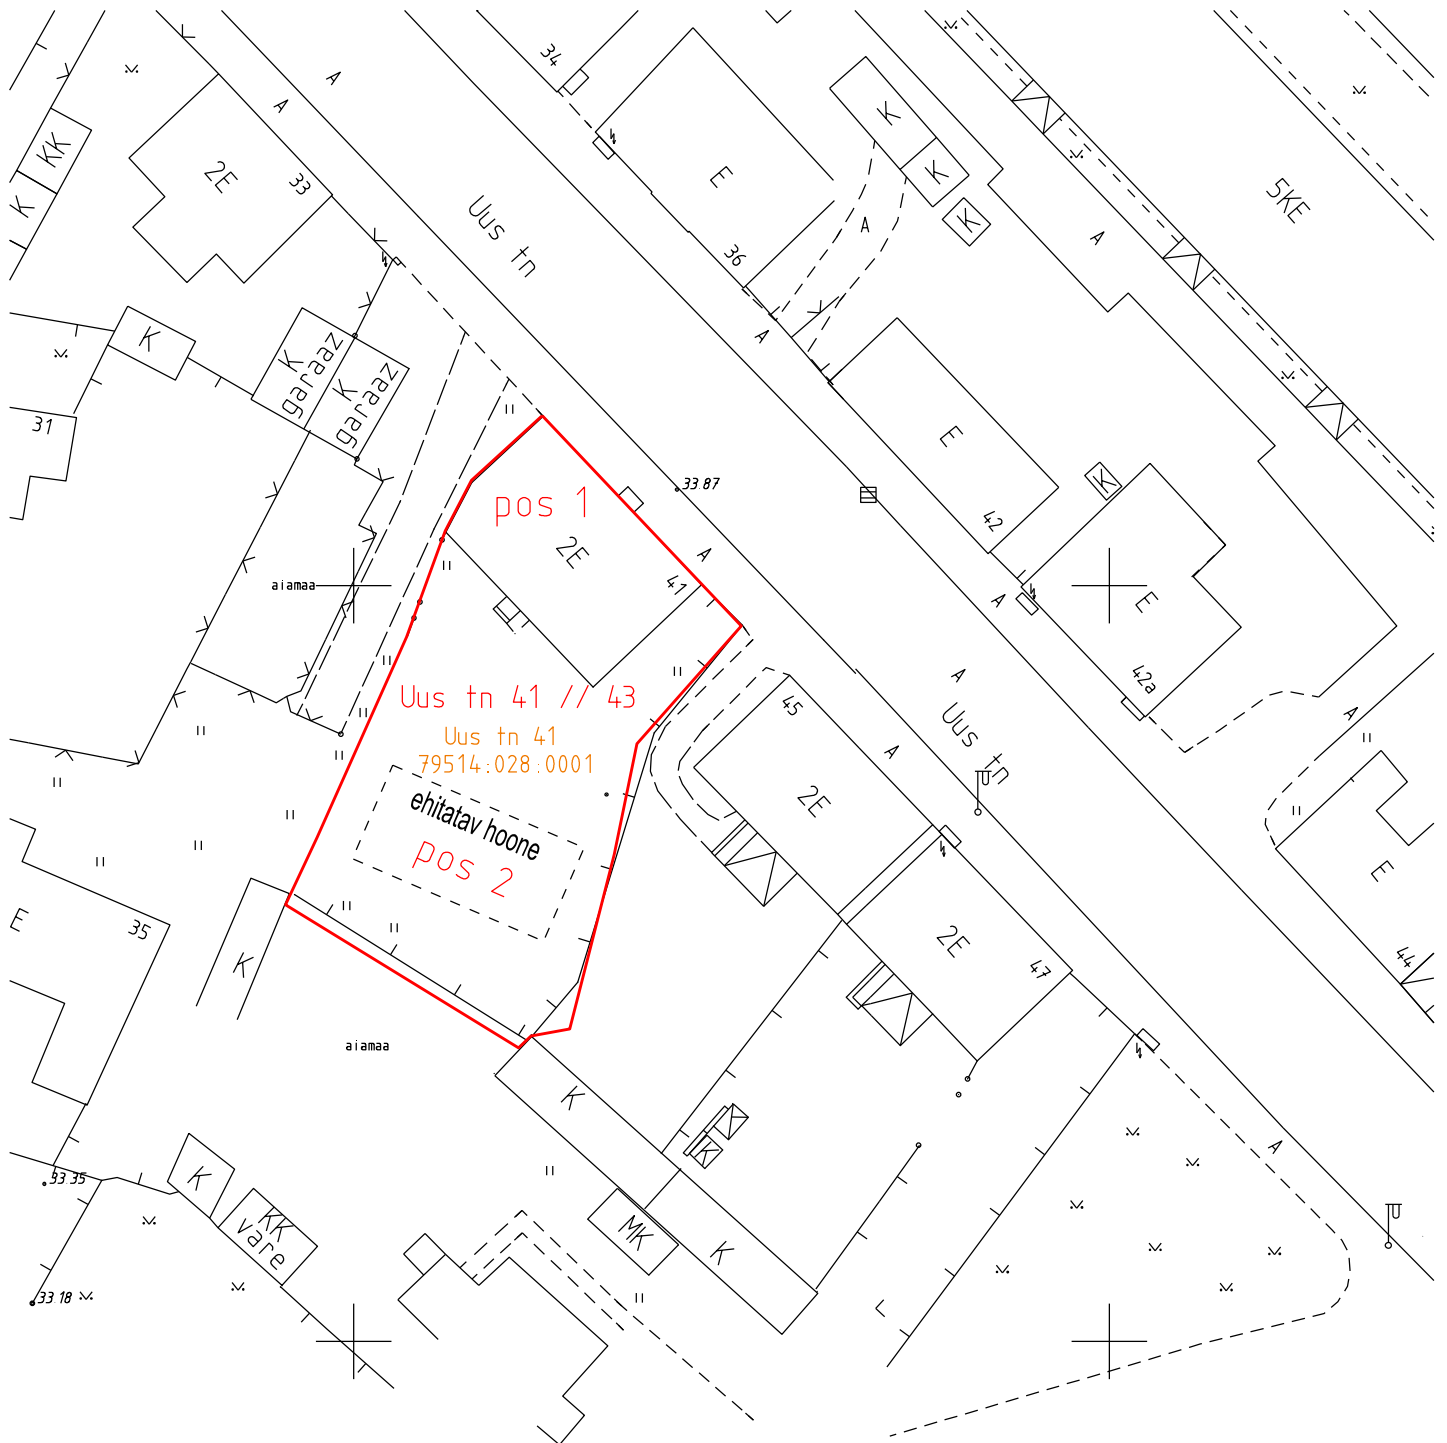 34
A
A
K
KK
2E
33
E
K
K
5KE
K
Uus tn
K
A
A
36
A
K
K
garaaz
K
garaaz
31
E
42
K
pos 1
33.87
2E
A
41
aiamaa
A
E
42a
Uus tn 41 // 43
A
45
Uus tn
A
A
Uus tn 41
79514:028:0001
ehitatav hoone
pos 2
2E
E
E
35
K
2E
47
44
aiamaa
K
K
A
33.35
K
KK
vare
MK
K
33.18